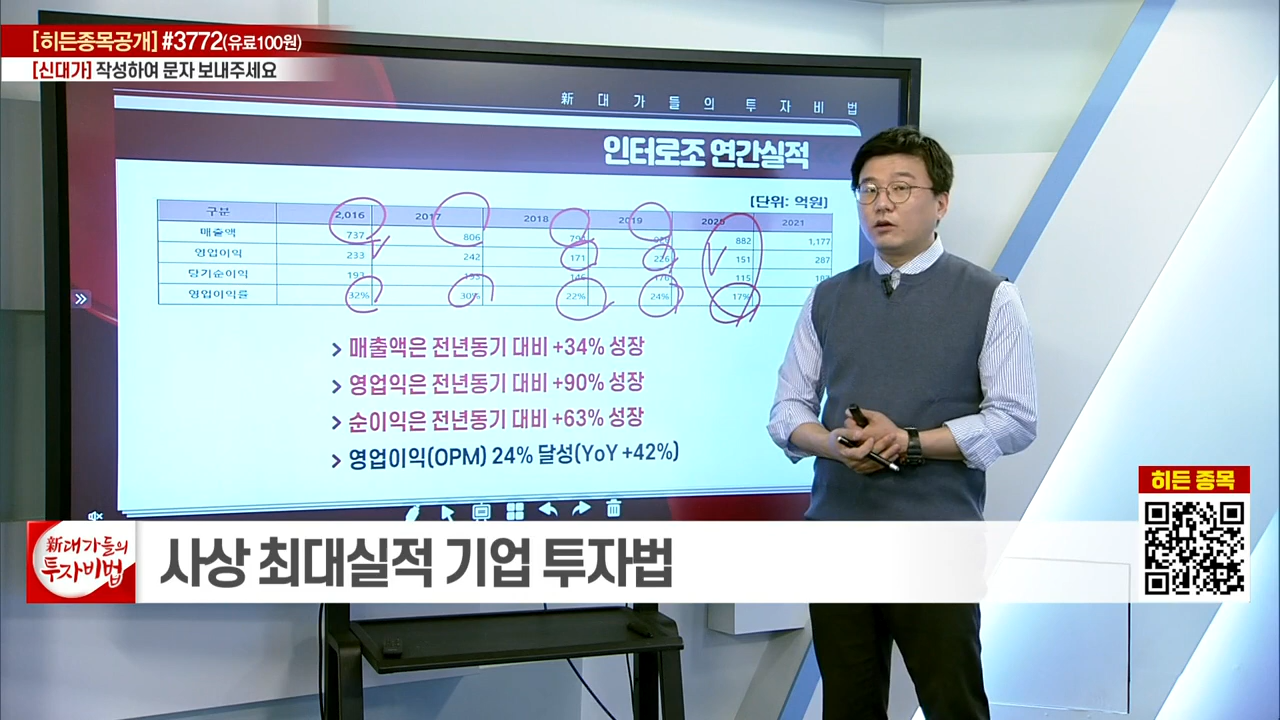 [히든종목공개] #3772(유료100원)
[신대가] 작성하여 문자 보내주세요
新 대 가 들 의 투 자 비 법
인터로조 연간실적
[단위: 억원]
구분 2,016 2017 2018 2019 2021
매출액 737 806 882 1,177
영업이익 233 242 171 226 151 287
당기순이익 115
영업이익률 32% 30% 22% 24% 17%
매출액은 전년동기 대비 +34% 성장
영업익은 전년동기 대비 +90% 성장
순이익은 전년동기 대비 +63% 성장
영업이익(OPM) 24% 달성(YoY +42%)
히든 종목
新대가들의
투자비법
사상 최대실적 기업 투자법